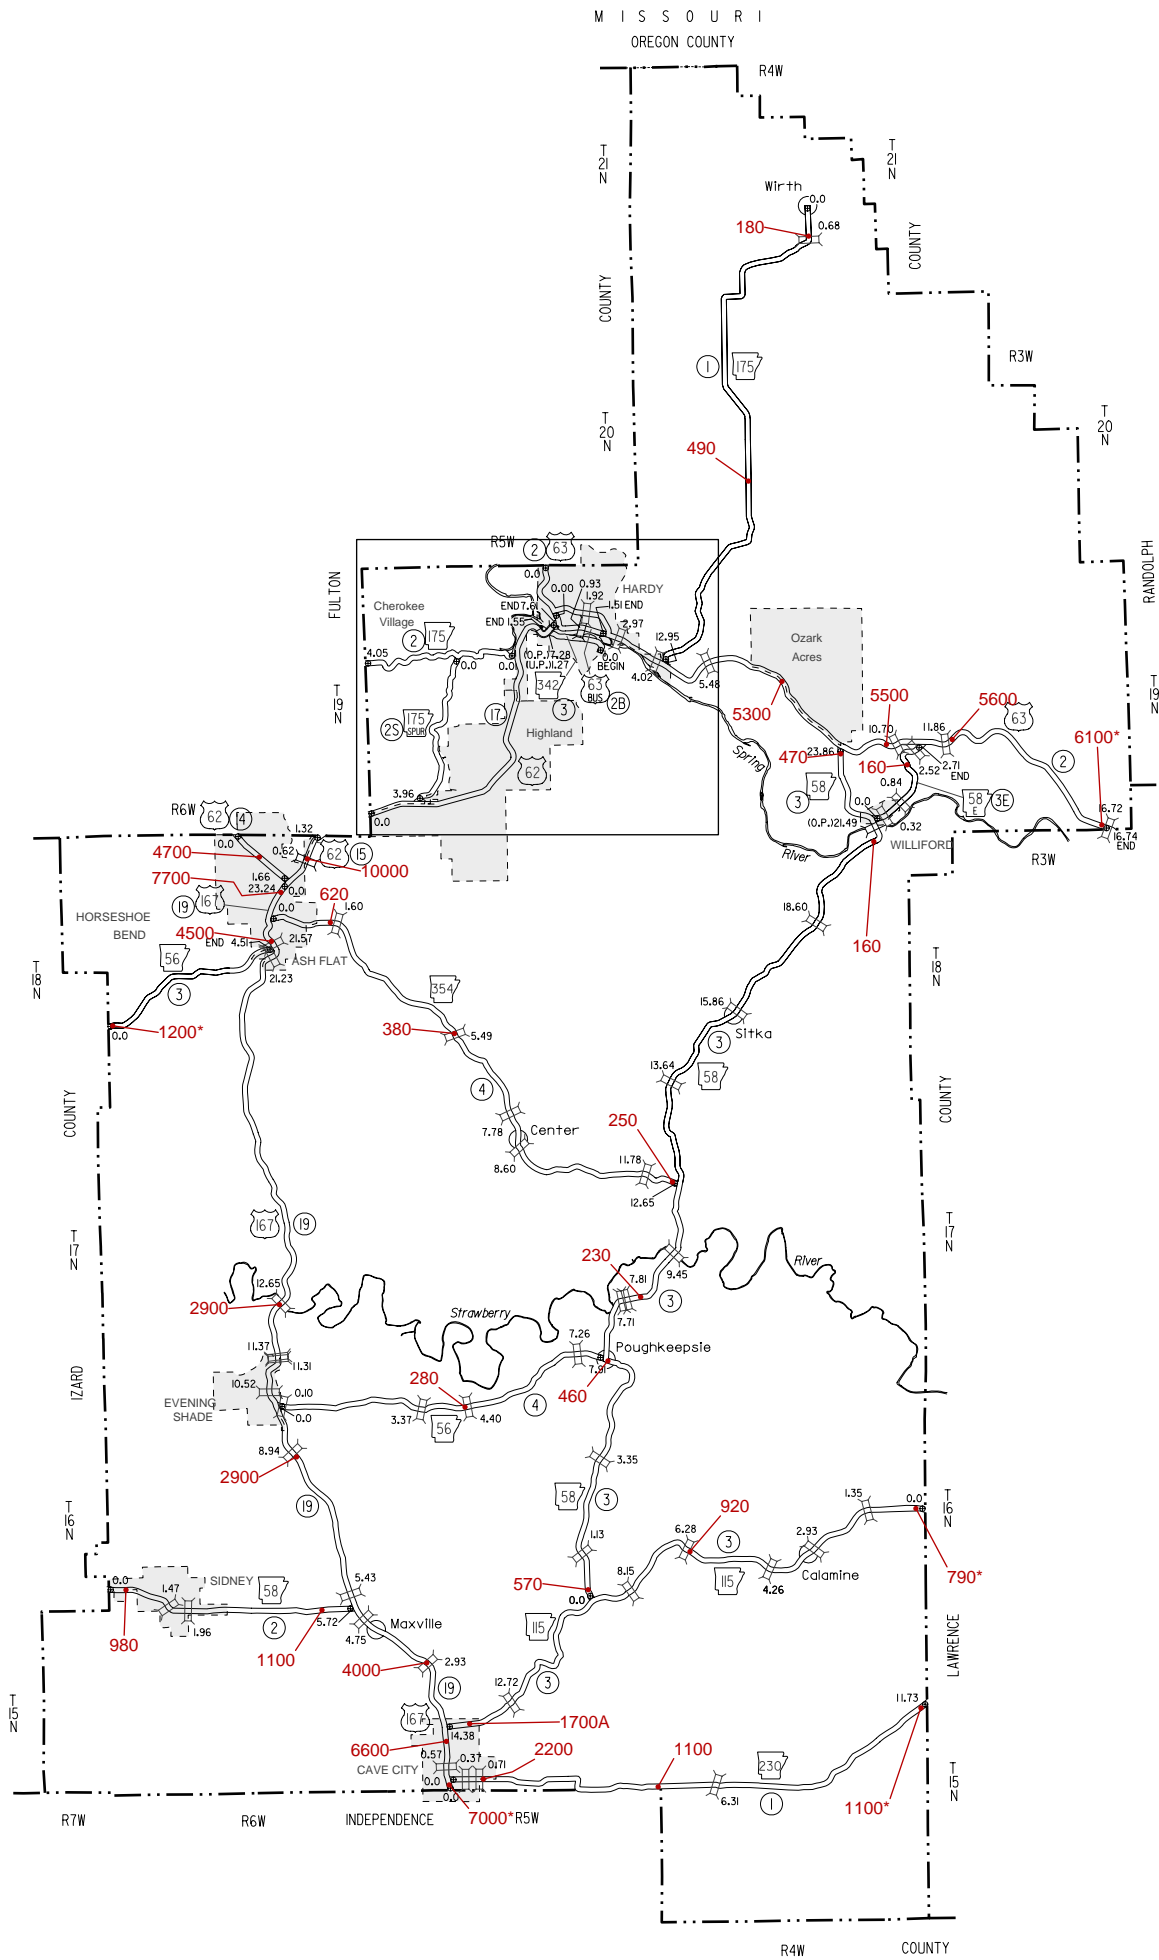 M I S S O U R I
OREGON COUNTY
R4W
T 21 N
T 21 N
Wirth
0.0
180
0.68
COUNTY
COUNTY
1
175
R3W
T 20 N
T 20 N
490
R5W
2
63
RANDOLPH
FULTON
0.0
0.00
0.93
1.92
HARDY
Cherokee
Village
END 7.61
1.51 END
END 1.55
2.97
2
175
4.05
0.0
0.0
(O.P.)7.28
(U.P.)1.27
0.0
BEGIN
4.02
12.95
5.48
Ozark
Acres
342
3
63
BUS
2B
T 19 N
T 19 N
17
2S
175
SPUR
Highland
62
3.96
Spring
River
5300
5500
5600
63
10.70
11.86
23.86
470
160
2.71
END
2.52
6100*
2
58
3
0.84
58
E
3E
0.0
(O.P.)21.49
0.32
WILLIFORD
16.72
16.74
END
R3W
R6W
62
14
0.0
1.32
0.62
62
15
4700
10000
1.66
7700
23.24
0.01
19
167
0.0
620
1.60
HORSESHOE
BEND
4500
END
4.51
21.57
ASH FLAT
21.23
56
3
T 18 N
T 18 N
18.60
160
1200*
0.0
354
380
5.49
15.86
Sitka
3
58
13.64
4
COUNTY
COUNTY
7.78
Center
8.60
250
11.78
12.65
T 17 N
T 17 N
167
19
230
7.81
9.45
River
12.65
2900
Strawberry
7.71
3
7.26
Poughkeepsie
7.91
11.37
11.31
IZARD
10.52
0.10
0.0
EVENING
SHADE
280
460
4
3.37
56
4.40
8.94
2900
3.35
19
58
3
T 16 N
T 16 N
1.35
0.0
1.13
6.28
920
3
2.93
115
4.26
Calamine
790*
0.0
1.47
SIDNEY
58
5.43
570
0.0
8.15
980
1.96
2
1100
5.72
4.75
Maxville
115
LAWRENCE
4000
2.93
3
19
12.72
T 15 N
T 15 N
167
11.73
1700A
14.38
6600
0.57
0.37
0.71
2200
1100
CAVE CITY
0.0
0.0
230
6.31
1
1100*
7000*
R7W
R6W
INDEPENDENCE
R5W
R4W
COUNTY